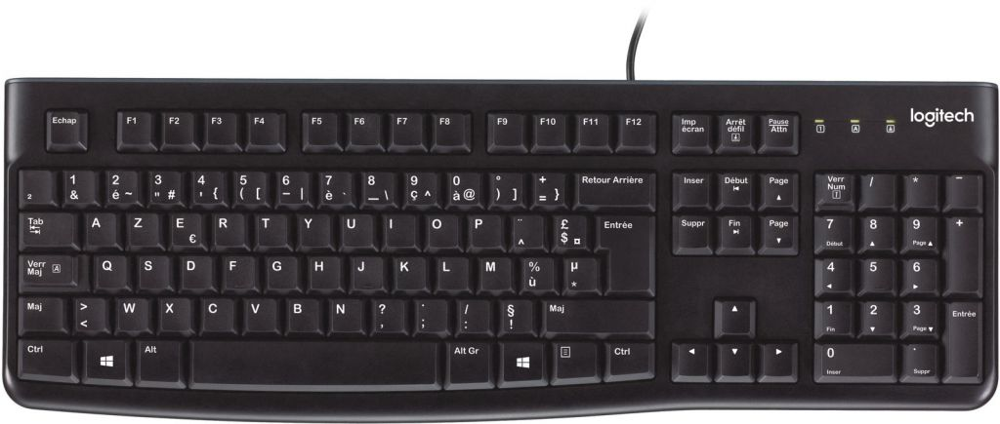 Echap F1 F2 F3 F4 F5 F6 F7 F8 F9 F10 F11 F12 Imp écran Arrêt défil Pause Attn 1 A logitech
2 1 & 2 é ~ 3 " # 4 ' { 5 ( [ 6 - | 7 è ` 8 _ \ 9 ç ^ 0 à @ ° ) ] + = } Retour Arrière Inser Début Page ▲ Verr Num 1 / * −
Tab A Z E € R T Y U I O P ¨ ^ £ $ ¤ Entrée Suppr Fin Page ▼ 7 Début 8 ▲ 9 Page ▲ +
Verr Maj A Q S D F G H J K L M % ù µ * 4 ◄ 5 6 ►
Maj > < W X C V B N ? , . ; / : § ! Maj ▲ 1 Fin 2 ▼ 3 Page ▼ Entrée
Ctrl Alt Alt Gr Ctrl ◄ ▼ ► 0 Inser . Suppr